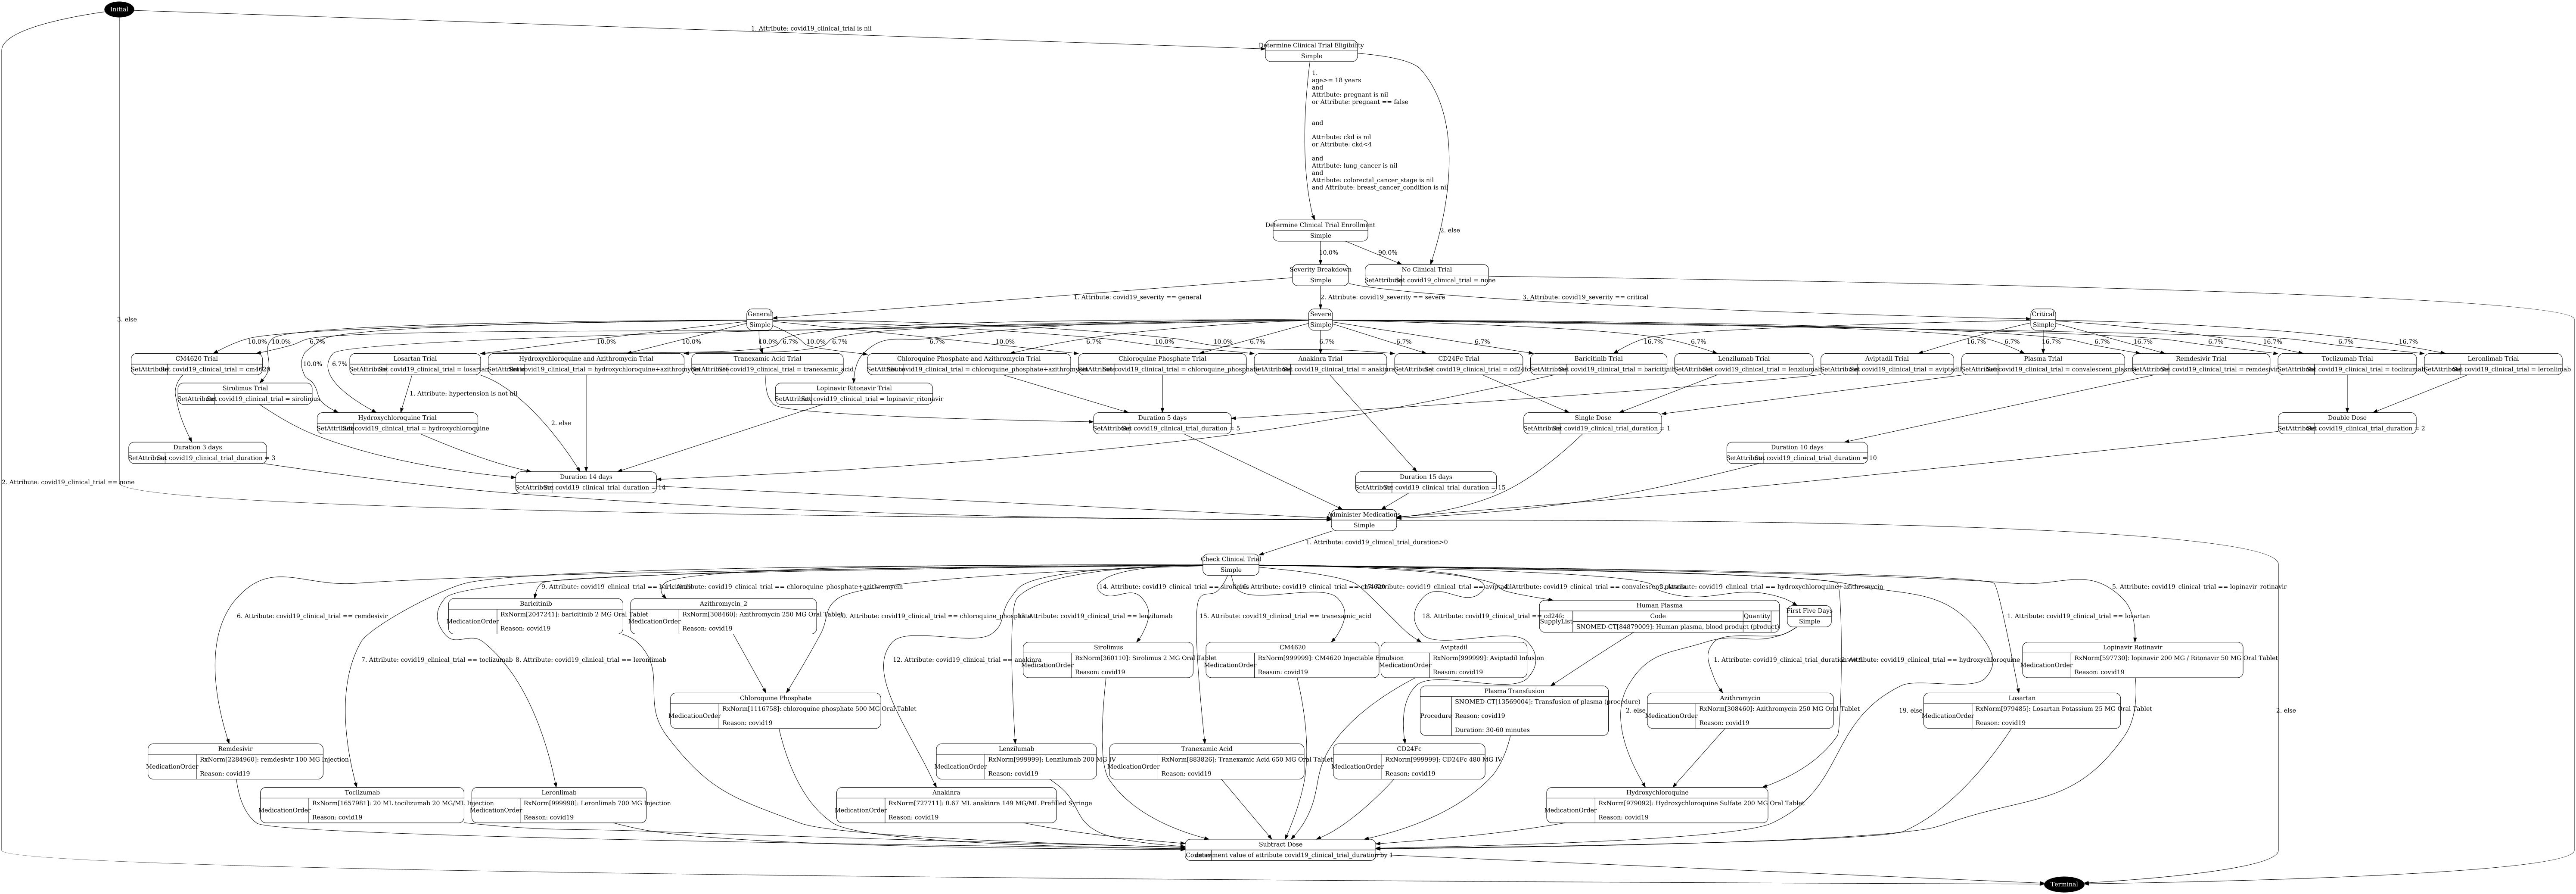 Initial
1. Attribute: covid19_clinical_trial is nil
Determine Clinical Trial Eligibility
Simple
1.
age>= 18 years
and
Attribute: pregnant is nil
or Attribute: pregnant == false
and
Attribute: ckd is nil
or Attribute: ckd<4
and
Attribute: lung_cancer is nil
and
Attribute: colorectal_cancer_stage is nil
and Attribute: breast_cancer_condition is nil
Determine Clinical Trial Enrollment
Simple
2. else
10.0%
90.0%
Severity Breakdown
Simple
No Clinical Trial
SetAttribute
Set covid19_clinical_trial = none
1. Attribute: covid19_severity == general
2. Attribute: covid19_severity == severe
3. Attribute: covid19_severity == critical
3. else
General
Simple
Severe
Simple
Critical
Simple
10.0%
10.0%
6.7%
10.0%
6.7%
10.0%
10.0%
10.0%
6.7%
10.0%
6.7%
6.7%
10.0%
6.7%
10.0%
6.7%
10.0%
6.7%
6.7%
6.7%
16.7%
6.7%
16.7%
16.7%
6.7%
16.7%
6.7%
16.7%
6.7%
6.7%
16.7%
CM4620 Trial
SetAttribute
Set covid19_clinical_trial = cm4620
Losartan Trial
SetAttribute
Set covid19_clinical_trial = losartan
Hydroxychloroquine and Azithromycin Trial
SetAttribute
Set covid19_clinical_trial = hydroxychloroquine+azithromycin
Tranexamic Acid Trial
SetAttribute
Set covid19_clinical_trial = tranexamic_acid
Chloroquine Phosphate and Azithromycin Trial
SetAttribute
Set covid19_clinical_trial = chloroquine_phosphate+azithromycin
Chloroquine Phosphate Trial
SetAttribute
Set covid19_clinical_trial = chloroquine_phosphate
Anakinra Trial
SetAttribute
Set covid19_clinical_trial = anakinra
CD24Fc Trial
SetAttribute
Set covid19_clinical_trial = cd24fc
Baricitinib Trial
SetAttribute
Set covid19_clinical_trial = baricitinib
Lenzilumab Trial
SetAttribute
Set covid19_clinical_trial = lenzilumab
Aviptadil Trial
SetAttribute
Set covid19_clinical_trial = aviptadil
Plasma Trial
SetAttribute
Set covid19_clinical_trial = convalescent_plasma
Remdesivir Trial
SetAttribute
Set covid19_clinical_trial = remdesivir
Toclizumab Trial
SetAttribute
Set covid19_clinical_trial = toclizumab
Leronlimab Trial
SetAttribute
Set covid19_clinical_trial = leronlimab
Sirolimus Trial
SetAttribute
Set covid19_clinical_trial = sirolimus
Lopinavir Ritonavir Trial
SetAttribute
Set covid19_clinical_trial = lopinavir_ritonavir
1. Attribute: hypertension is not nil
2. else
Hydroxychloroquine Trial
SetAttribute
Set covid19_clinical_trial = hydroxychloroquine
Duration 5 days
SetAttribute
Set covid19_clinical_trial_duration = 5
Single Dose
SetAttribute
Set covid19_clinical_trial_duration = 1
Double Dose
SetAttribute
Set covid19_clinical_trial_duration = 2
Duration 3 days
SetAttribute
Set covid19_clinical_trial_duration = 3
Duration 10 days
SetAttribute
Set covid19_clinical_trial_duration = 10
Duration 14 days
SetAttribute
Set covid19_clinical_trial_duration = 14
Duration 15 days
SetAttribute
Set covid19_clinical_trial_duration = 15
2. Attribute: covid19_clinical_trial == none
Administer Medications
Simple
1. Attribute: covid19_clinical_trial_duration>0
Check Clinical Trial
Simple
9. Attribute: covid19_clinical_trial == baricitinib
11. Attribute: covid19_clinical_trial == chloroquine_phosphate+azithromycin
14. Attribute: covid19_clinical_trial == sirolimus
16. Attribute: covid19_clinical_trial == cm4620
17. Attribute: covid19_clinical_trial == aviptadil
4. Attribute: covid19_clinical_trial == convalescent_plasma
3. Attribute: covid19_clinical_trial == hydroxychloroquine+azithromycin
5. Attribute: covid19_clinical_trial == lopinavir_rotinavir
6. Attribute: covid19_clinical_trial == remdesivir
10. Attribute: covid19_clinical_trial == chloroquine_phosphate
13. Attribute: covid19_clinical_trial == lenzilumab
15. Attribute: covid19_clinical_trial == tranexamic_acid
18. Attribute: covid19_clinical_trial == cd24fc
1. Attribute: covid19_clinical_trial == losartan
Baricitinib
MedicationOrder
RxNorm[2047241]: baricitinib 2 MG Oral Tablet
Reason: covid19
Azithromycin_2
MedicationOrder
RxNorm[308460]: Azithromycin 250 MG Oral Tablet
Reason: covid19
Human Plasma
SupplyList
Code
Quantity
SNOMED-CT[84879009]: Human plasma, blood product (product)
1
First Five Days
Simple
7. Attribute: covid19_clinical_trial == toclizumab
8. Attribute: covid19_clinical_trial == leronlimab
12. Attribute: covid19_clinical_trial == anakinra
1. Attribute: covid19_clinical_trial_duration
2. Attribute: covid19_clinical_trial == hydroxychloroquine
Sirolimus
MedicationOrder
RxNorm[360110]: Sirolimus 2 MG Oral Tablet
Reason: covid19
CM4620
MedicationOrder
RxNorm[999999]: CM4620 Injectable Emulsion
Reason: covid19
Aviptadil
MedicationOrder
RxNorm[999999]: Aviptadil Infusion
Reason: covid19
Lopinavir Rotinavir
MedicationOrder
RxNorm[597730]: lopinavir 200 MG / Ritonavir 50 MG Oral Tablet
Reason: covid19
Chloroquine Phosphate
MedicationOrder
RxNorm[1116758]: chloroquine phosphate 500 MG Oral Tablet
Reason: covid19
Plasma Transfusion
Procedure
SNOMED-CT[13569004]: Transfusion of plasma (procedure)
Reason: covid19
Duration: 30-60 minutes
2. else
Azithromycin
MedicationOrder
RxNorm[308460]: Azithromycin 250 MG Oral Tablet
Reason: covid19
19. else
Losartan
MedicationOrder
RxNorm[979485]: Losartan Potassium 25 MG Oral Tablet
Reason: covid19
2. else
Remdesivir
MedicationOrder
RxNorm[2284960]: remdesivir 100 MG Injection
Reason: covid19
Lenzilumab
MedicationOrder
RxNorm[999999]: Lenzilumab 200 MG IV
Reason: covid19
Tranexamic Acid
MedicationOrder
RxNorm[883826]: Tranexamic Acid 650 MG Oral Tablet
Reason: covid19
CD24Fc
MedicationOrder
RxNorm[999999]: CD24Fc 480 MG IV
Reason: covid19
Toclizumab
MedicationOrder
RxNorm[1657981]: 20 ML tocilizumab 20 MG/ML Injection
Reason: covid19
Leronlimab
MedicationOrder
RxNorm[999998]: Leronlimab 700 MG Injection
Reason: covid19
Anakinra
MedicationOrder
RxNorm[727711]: 0.67 ML anakinra 149 MG/ML Prefilled Syringe
Reason: covid19
Hydroxychloroquine
MedicationOrder
RxNorm[979092]: Hydroxychloroquine Sulfate 200 MG Oral Tablet
Reason: covid19
Subtract Dose
Counter
decrement value of attribute covid19_clinical_trial_duration by 1
Terminal